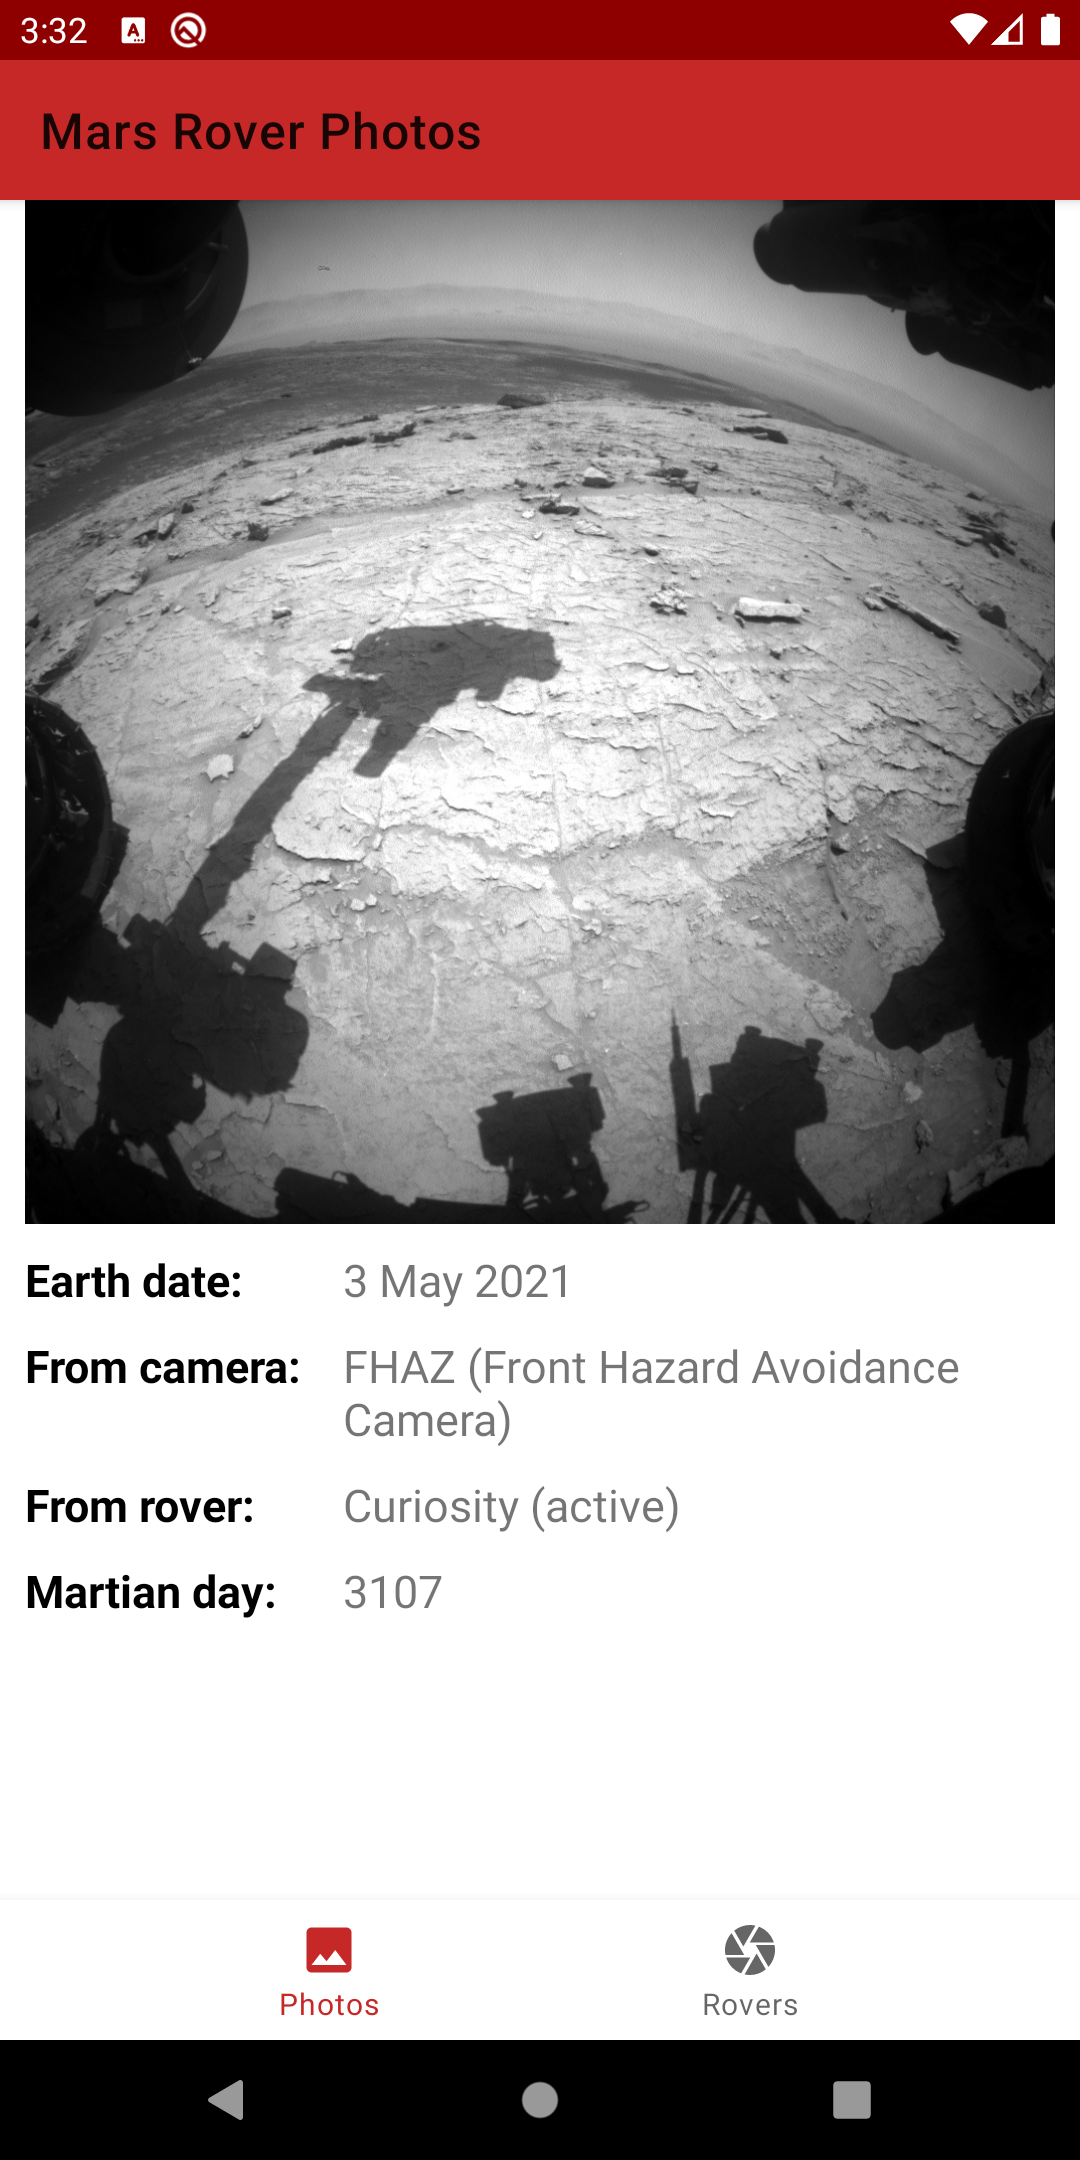 3:32
Mars Rover Photos
Earth date: 3 May 2021
From camera: FHAZ (Front Hazard Avoidance
Camera)
From rover: Curiosity (active)
Martian day: 3107
Photos Rovers